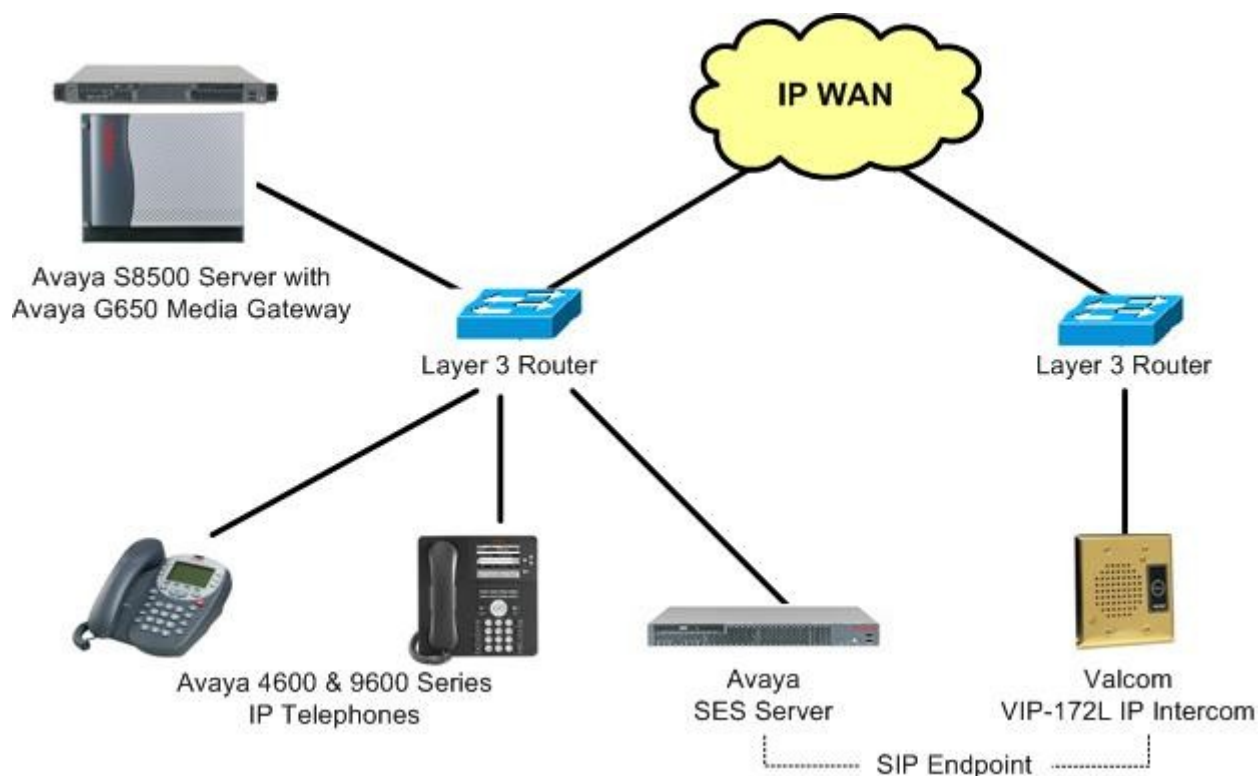 IP WAN
Avaya S8500 Server with
Avaya G650 Media Gateway
Layer 3 Router
Layer 3 Router
Avaya 4600 & 9600 Series
IP Telephones
Avaya
SES Server
Valcom
VIP-172L IP Intercom
SIP Endpoint